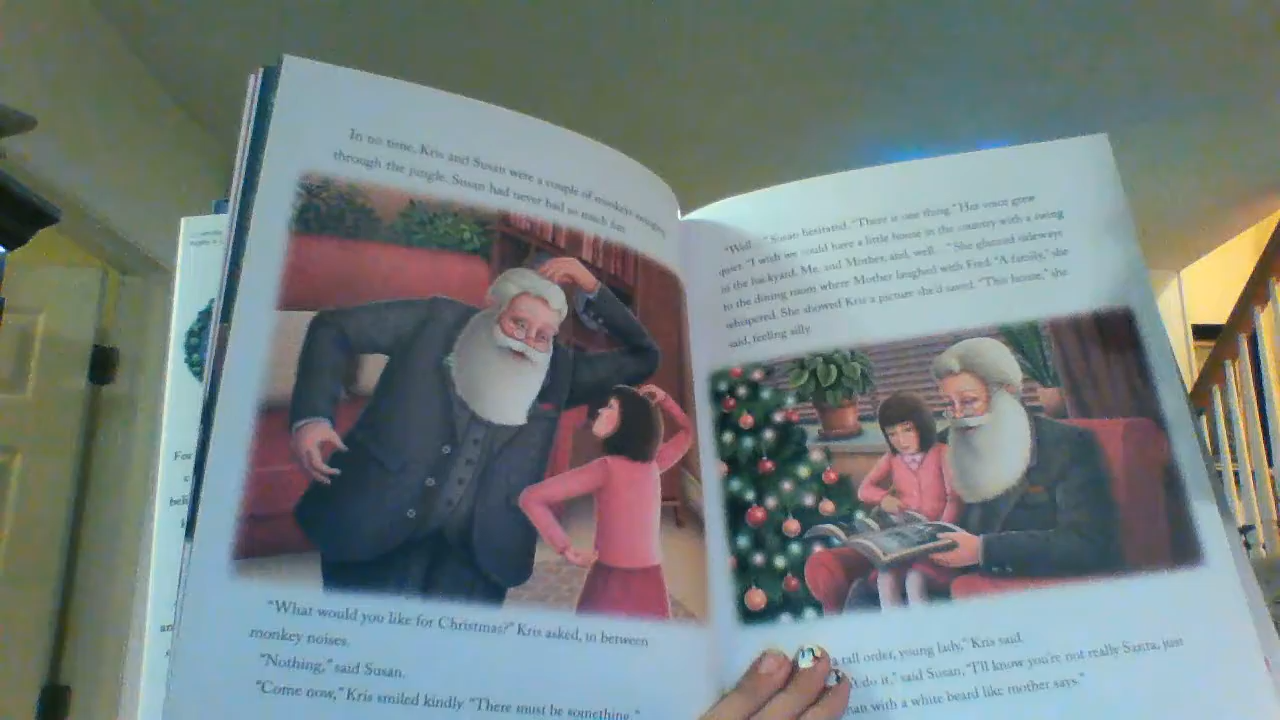 In no time, Kris and Susan were a couple of monkeys swinging
through the jungle. Susan had never had so much fun.
"What would you like for Christmas?" Kris asked, in between
monkey noises.
"Nothing," said Susan.
"Come now," Kris smiled kindly. "There must be something."
"Well . . ." Susan hesitated. "There is one thing." Her voice grew
quiet. "I wish we could have a little house in the country with a swing
in the backyard. Me, and Mother, and, well . . ." She glanced sideways
to the dining room where Mother laughed with Fred. "A family," she
whispered. She showed Kris a picture she'd saved. "This house," she
said, feeling silly.
a tall order, young lady," Kris said.
do it," said Susan, "I'll know you're not really Santa, just
man with a white beard like mother says."
For